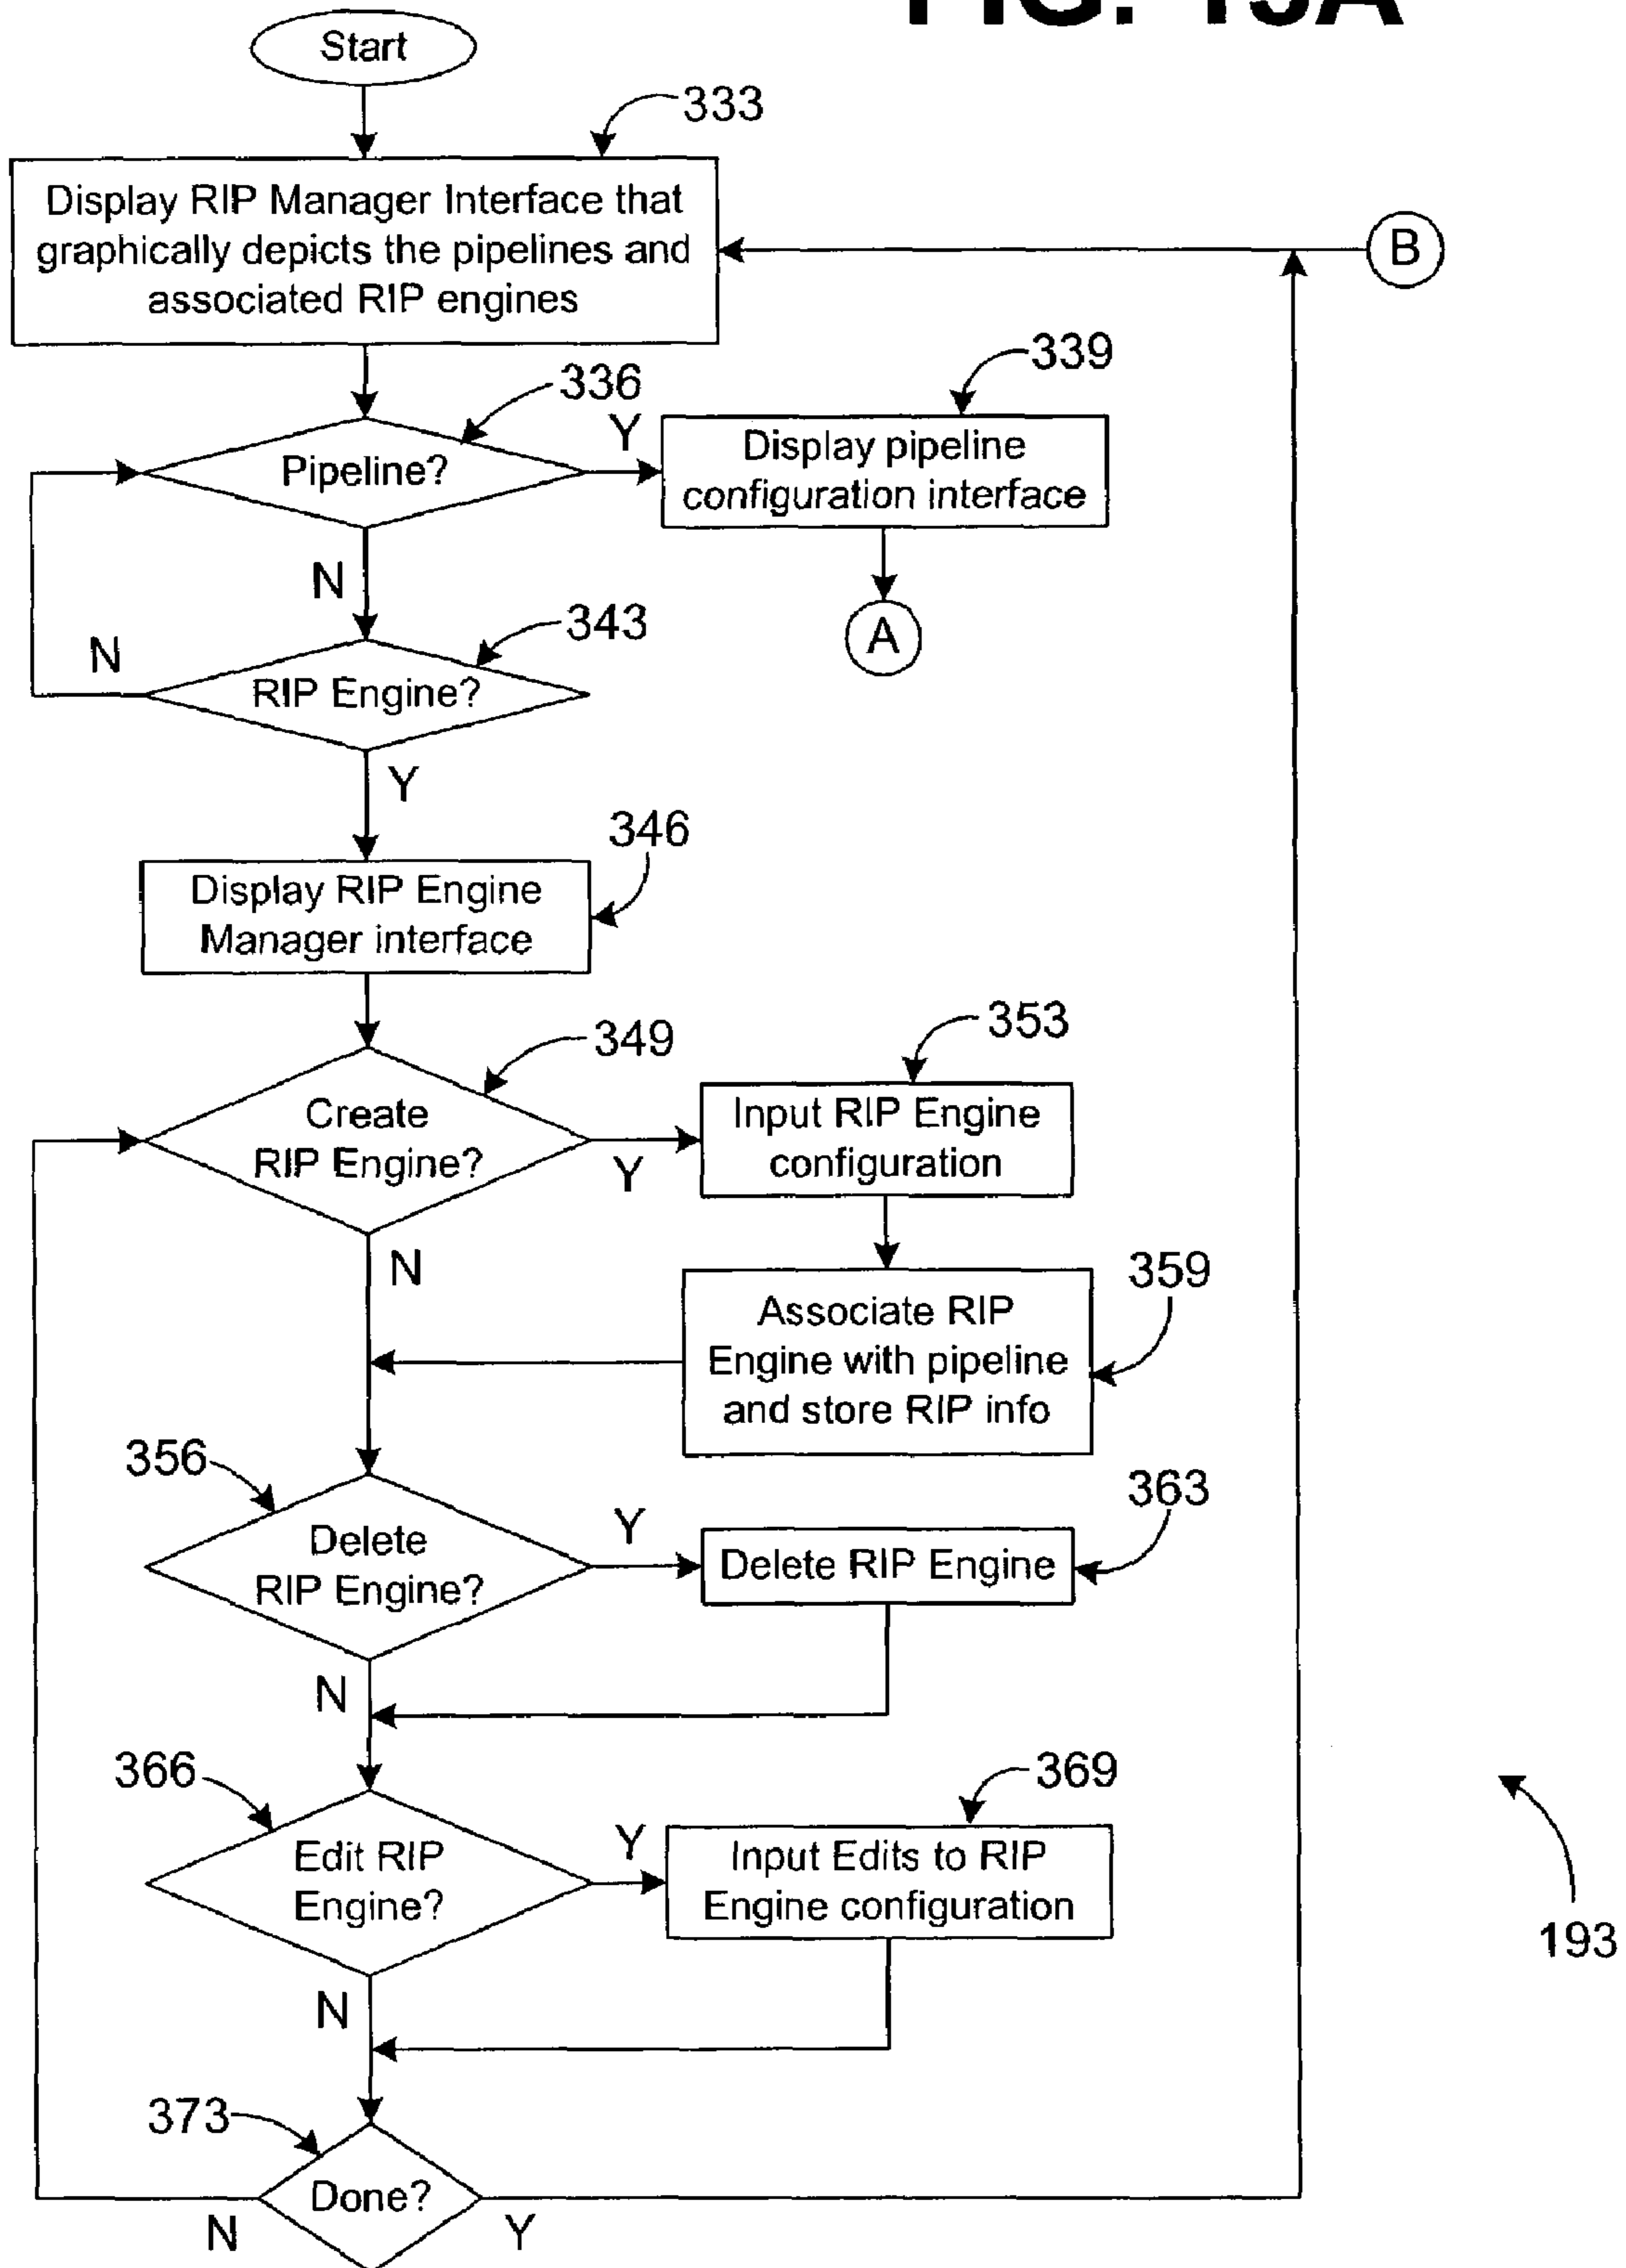 FIG. 13A
Start
333
Display RIP Manager Interface that
graphically depicts the pipelines and
associated RIP engines
B
339
336
Y
Pipeline?
Display pipeline
configuration interface
N
A
343
N
RIP Engine?
Y
346
Display RIP Engine
Manager interface
353
349
Create
RIP Engine?
Y
Input RIP Engine
configuration
N
359
Associate RIP
Engine with pipeline
and store RIP info
356
363
Y
Delete
RIP Engine?
Delete RIP Engine
N
366
369
Y
Edit RIP
Engine?
Input Edits to RIP
Engine configuration
193
N
373
Done?
N
Y